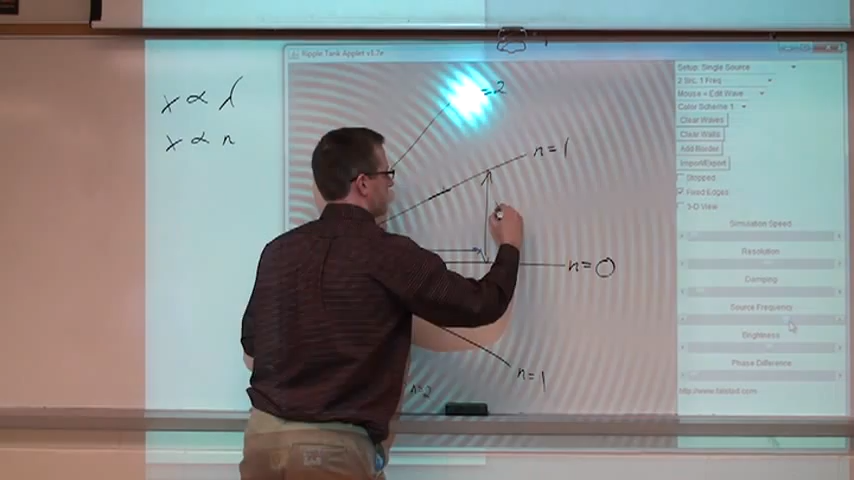 Ripple Tank Applet v1.7e
x ∝ λ
x ∝ n
=2
n=1
n=0
n=1
n=2
Setup: Single Source
2 Src, 1 Freq
Mouse = Edit Wave
Color Scheme 1
Clear Waves
Clear Walls
Add Border
Import/Export
Stopped
Fixed Edges
3-D View
Simulation Speed
Resolution
Damping
Source Frequency
Brightness
Phase Difference
http://www.falstad.com